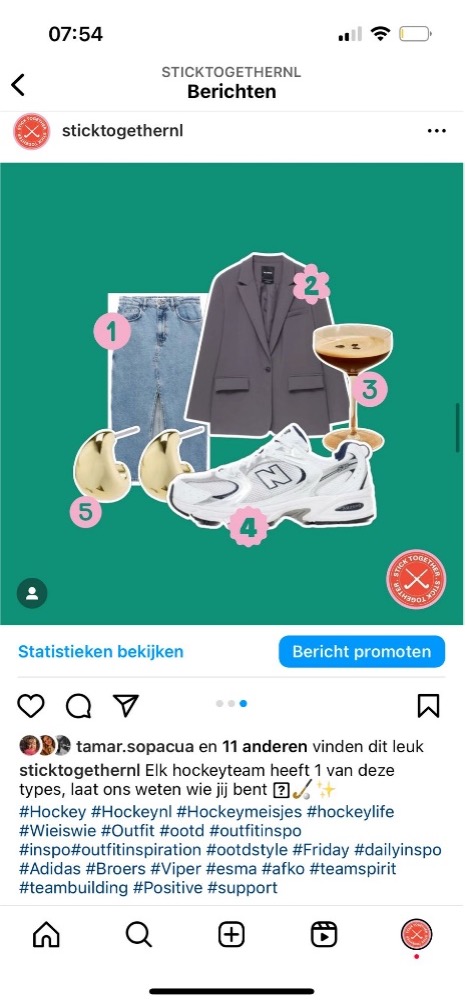 07:54
STICKTOGETHERNL
Berichten
sticktogethernl
1
2
3
4
5
N
STICK TOGETHER · STICK TOGETHER ·
Statistieken bekijken
Bericht promoten
tamar.sopacua en 11 anderen vinden dit leuk
sticktogethernl Elk hockeyteam heeft 1 van deze
types, laat ons weten wie jij bent ?🏑✨
#Hockey #Hockeynl #Hockeymeisjes #hockeylife
#Wieiswie #Outfit #ootd #outfitinspo
#inspo#outfitinspiration #ootdstyle #Friday #dailyinspo
#Adidas #Broers #Viper #esma #afko #teamspirit
#teambuilding #Positive #support